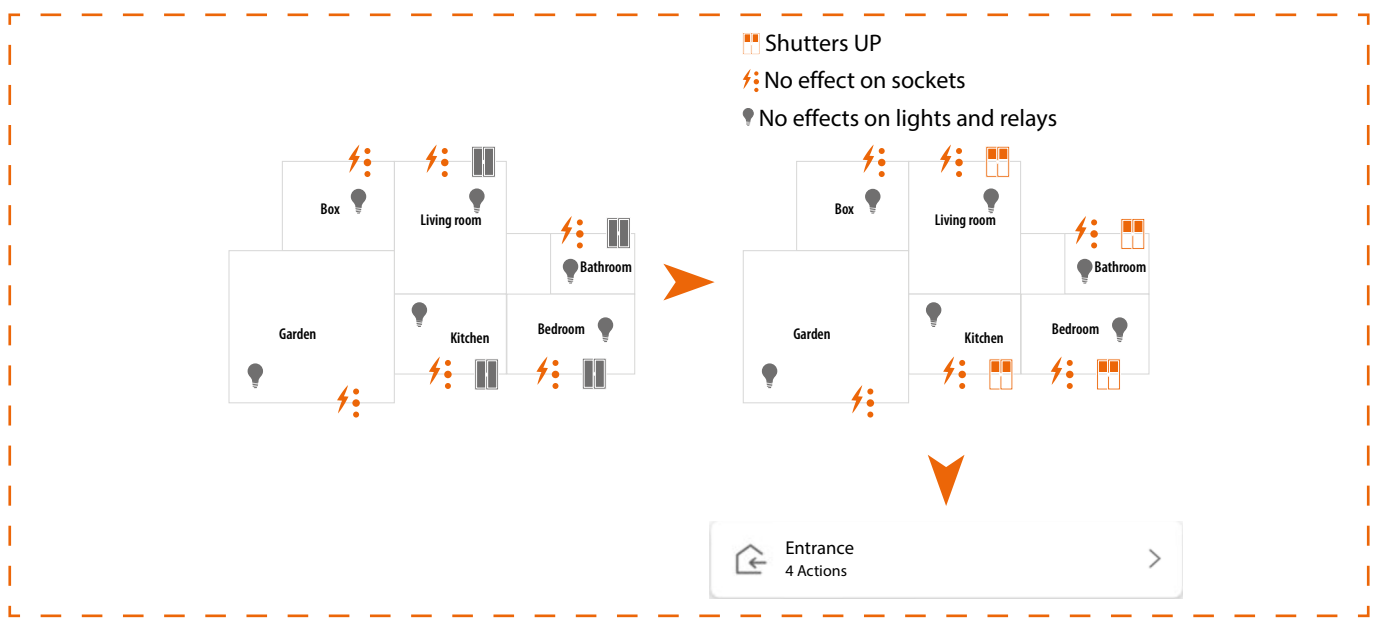 Shutters UP
No effect on sockets
No effects on lights and relays
Box
Living room
Bathroom
Garden
Kitchen
Bedroom
Box
Living room
Bathroom
Garden
Kitchen
Bedroom
Entrance
4 Actions